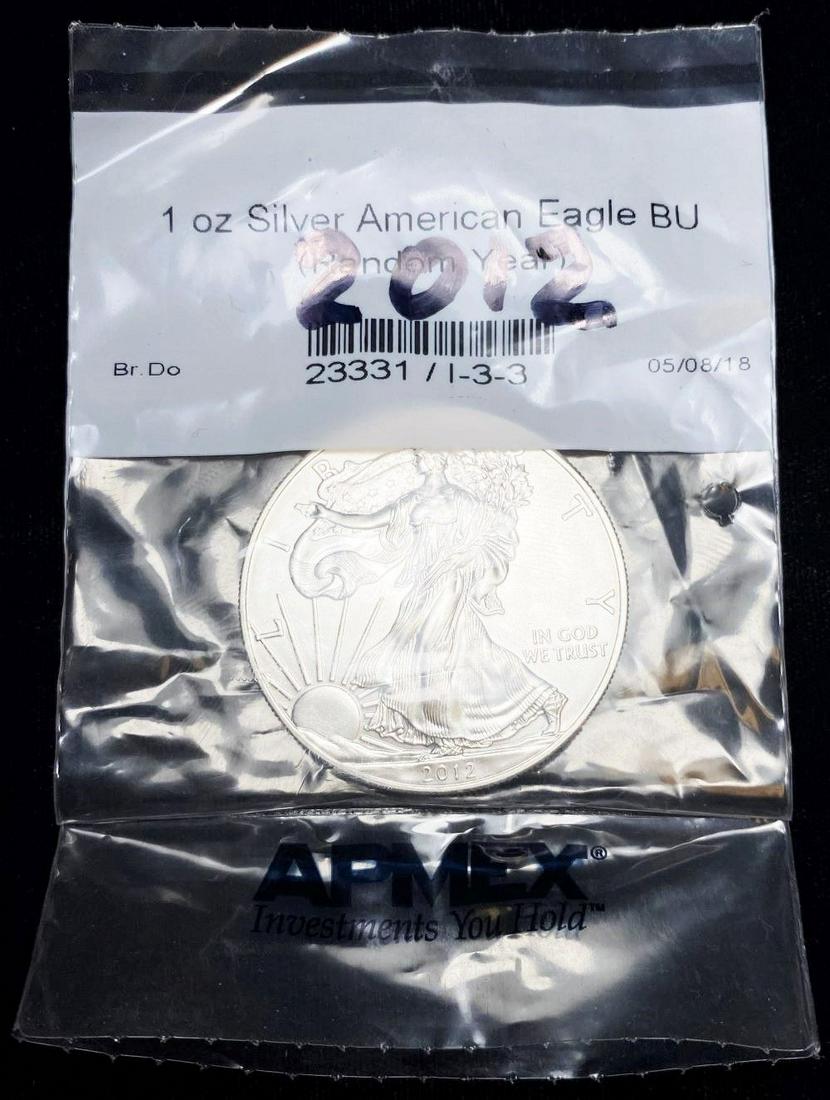 1 oz Silver American Eagle BU
(Random Year)
2012
Br. Do
23331 / I-3-3
05/08/18
LIBERTY
IN GOD
WE TRUST
2012
APMEX®
Investments You Hold™